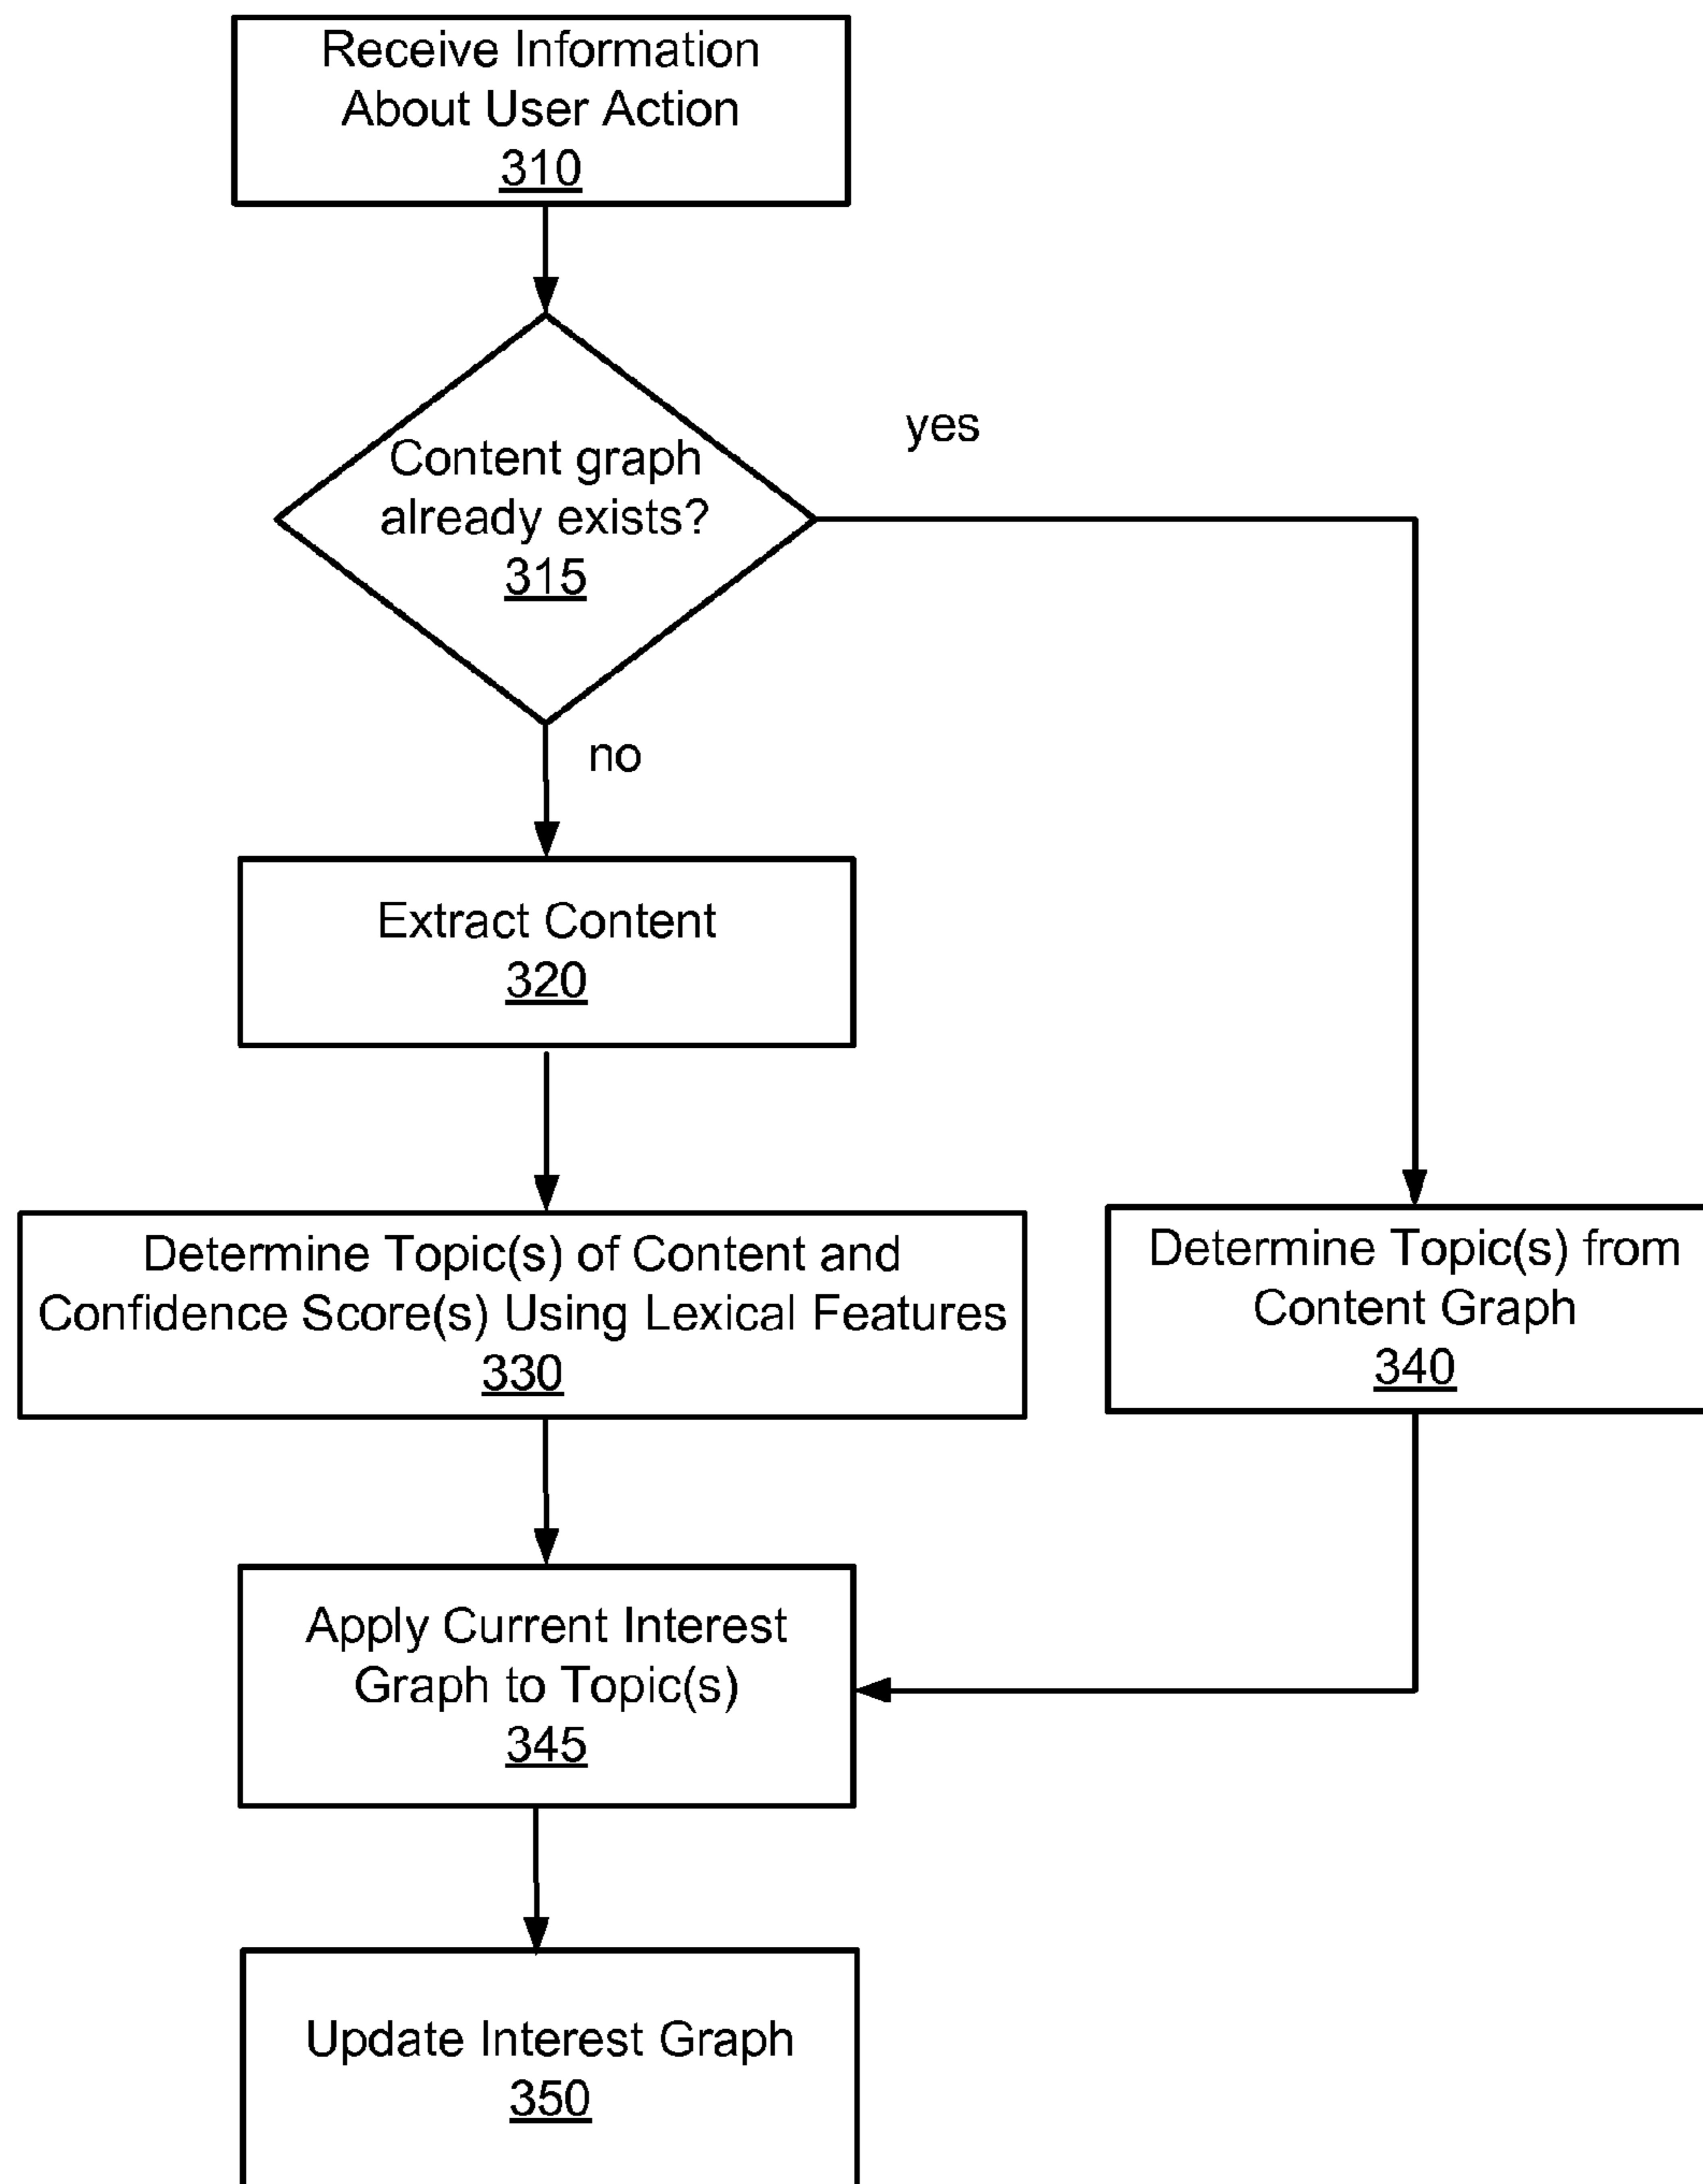 Receive Information
About User Action
310
Content graph
already exists?
315
yes
no
Extract Content
320
Determine Topic(s) of Content and
Confidence Score(s) Using Lexical Features
330
Determine Topic(s) from
Content Graph
340
Apply Current Interest
Graph to Topic(s)
345
Update Interest Graph
350